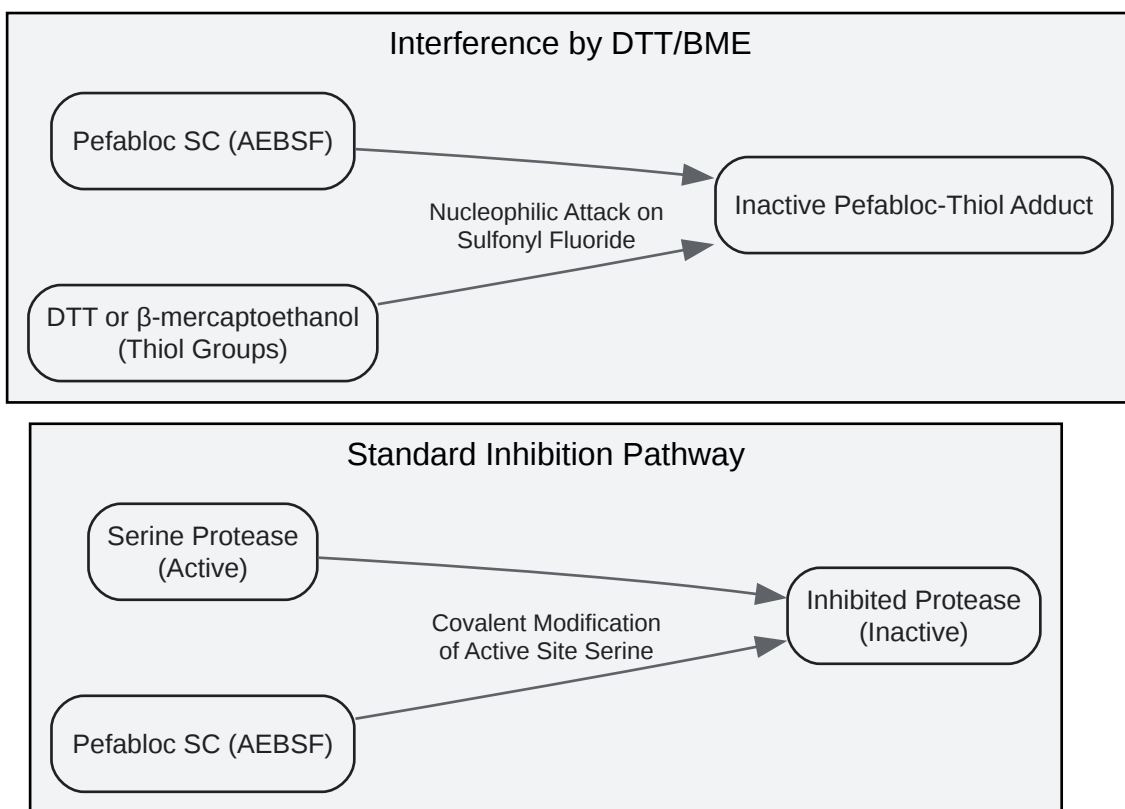 Interference by DTT/BME
Pefabloc SC (AEBSF)
Inactive Pefabloc-Thiol Adduct
Nucleophilic Attack on
Sulfonyl Fluoride
DTT or β-mercaptoethanol
(Thiol Groups)
Standard Inhibition Pathway
Serine Protease
(Active)
Inhibited Protease
(Inactive)
Covalent Modification
of Active Site Serine
Pefabloc SC (AEBSF)